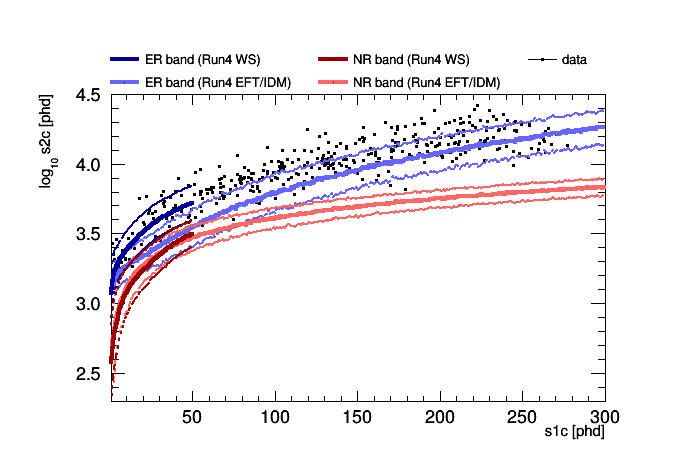 ER band (Run4 WS) NR band (Run4 WS) data
ER band (Run4 EFT/IDM) NR band (Run4 EFT/IDM)
log10 s2c [phd]
4.5
4.0
3.5
3.0
2.5
50 100 150 200 250 300
s1c [phd]